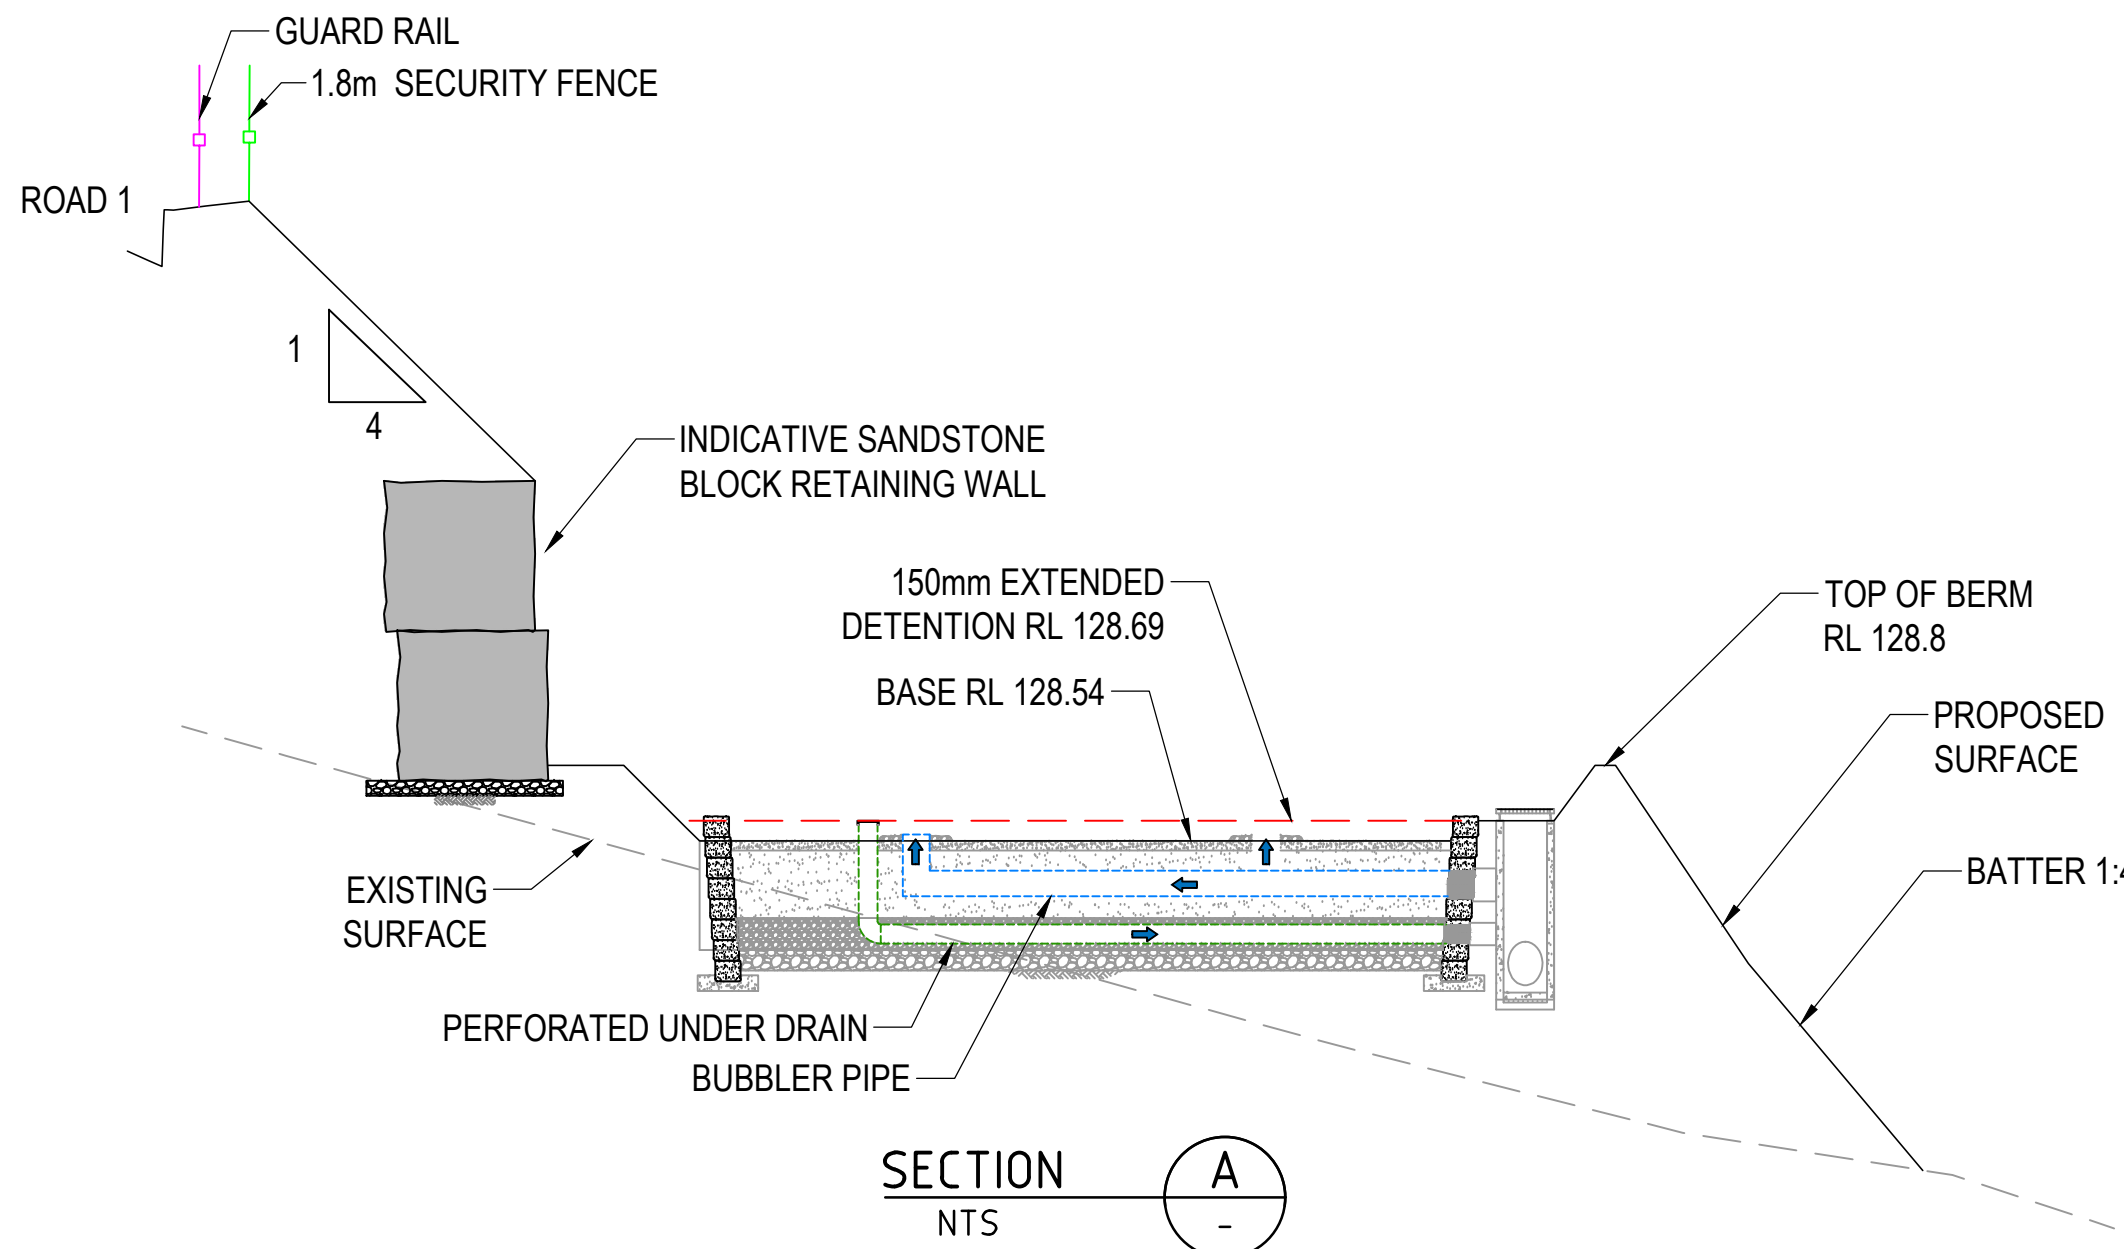 GUARD RAIL
1.8m SECURITY FENCE
ROAD 1
1
4
INDICATIVE SANDSTONE
BLOCK RETAINING WALL
150mm EXTENDED
DETENTION RL 128.69
BASE RL 128.54
TOP OF BERM
RL 128.8
PROPOSED
SURFACE
BATTER 1:4
EXISTING
SURFACE
PERFORATED UNDER DRAIN
BUBBLER PIPE
SECTION
NTS
A
-